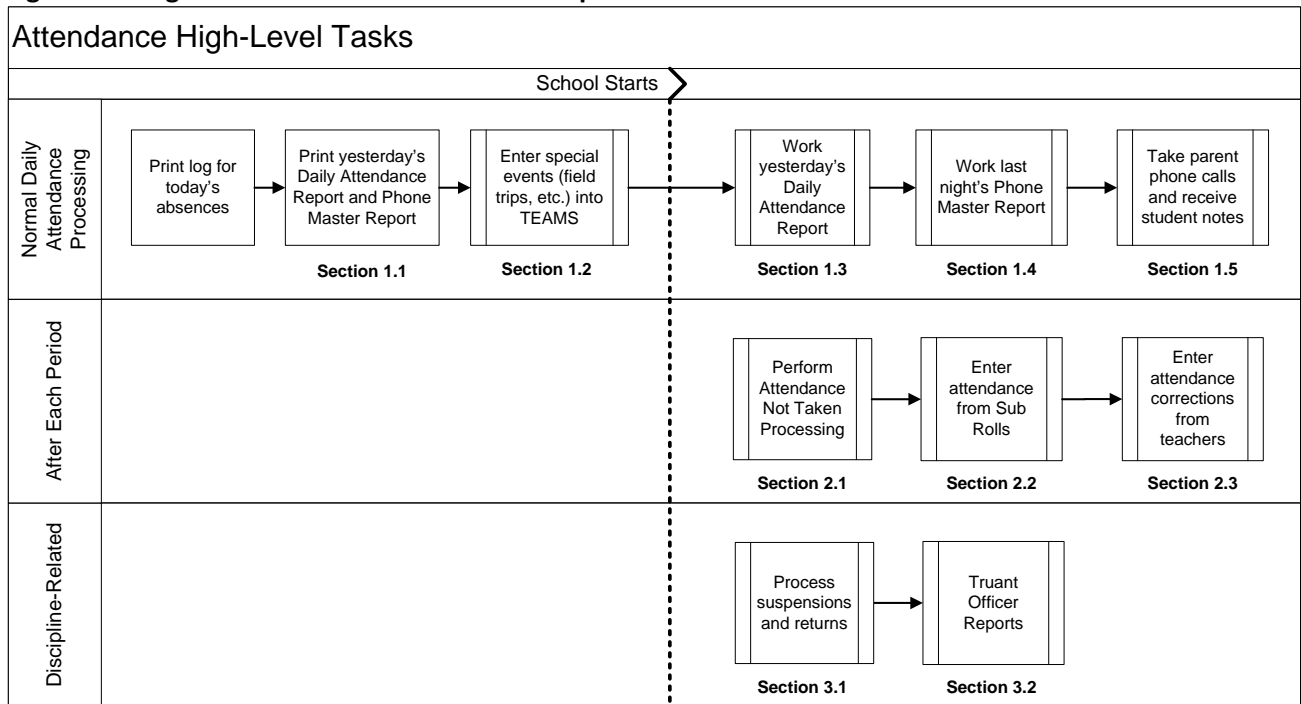 Attendance High-Level Tasks
School Starts
Normal Daily
Attendance
Processing
Print log for
today's
absences
Print yesterday's
Daily Attendance
Report and Phone
Master Report
Section 1.1
Enter special
events (field
trips, etc.) into
TEAMS
Section 1.2
Work
yesterday's
Daily
Attendance
Report
Section 1.3
Work last
night's Phone
Master Report
Section 1.4
Take parent
phone calls
and receive
student notes
Section 1.5
After Each Period
Perform
Attendance
Not Taken
Processing
Section 2.1
Enter
attendance
from Sub
Rolls
Section 2.2
Enter
attendance
corrections
from
teachers
Section 2.3
Discipline-Related
Process
suspensions
and returns
Section 3.1
Truant
Officer
Reports
Section 3.2